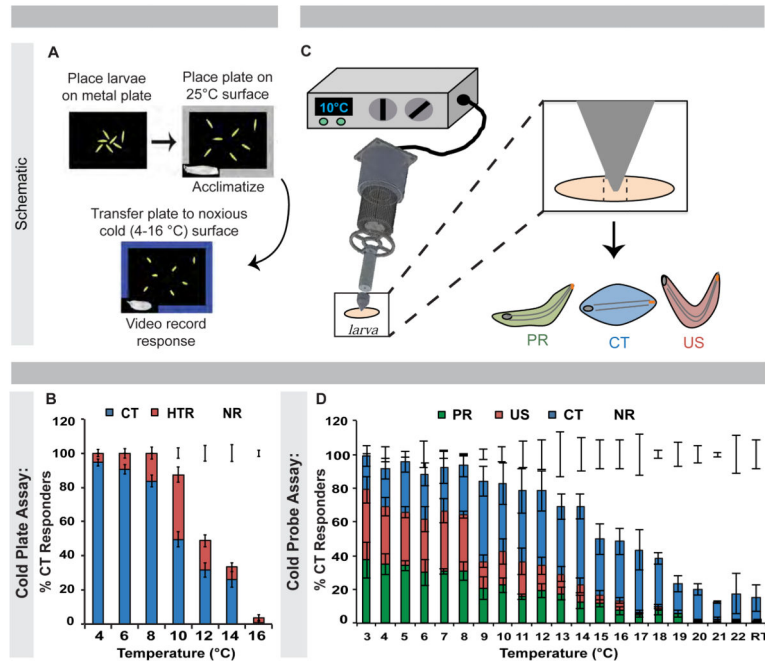 A
Place larvae
on metal plate
Place plate on
25°C surface
Acclimatize
Transfer plate to noxious
cold (4-16 °C) surface
Video record
response
Schematic
C
10°C
larva
PR
CT
US
Cold Plate Assay:
B
CT HTR NR
% CT Responders
120
100
80
60
40
20
0
4 6 8 10 12 14 16
Temperature (°C)
Cold Probe Assay:
D
PR US CT NR
% CT Responders
120
100
80
60
40
20
0
3 4 5 6 7 8 9 10 11 12 13 14 15 16 17 18 19 20 21 22 RT
Temperature (°C)